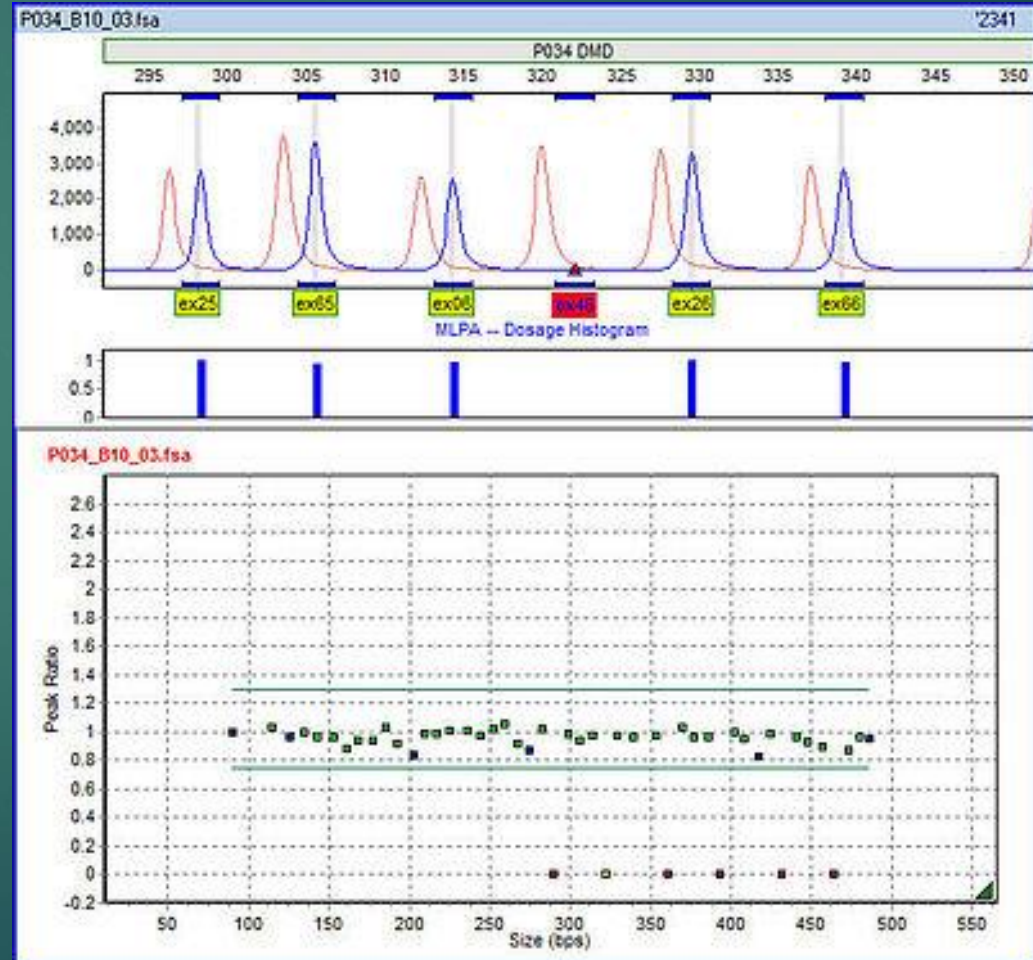 P034_B10_03.fsa '2341
P034 DMD
295 300 305 310 315 320 325 330 335 340 345 350
4,000
3,000
2,000
1,000
0
ex25 ex65 ex06 ex46 ex26 ex66
MLPA -- Dosage Histogram
1
0.5
0
P034_B10_03.fsa
2.6
2.4
2.2
2
1.8
1.6
1.4
1.2
1
0.8
0.6
0.4
0.2
0
-0.2
Peak Ratio
50 100 150 200 250 300 350 400 450 500 550
Size (bps)